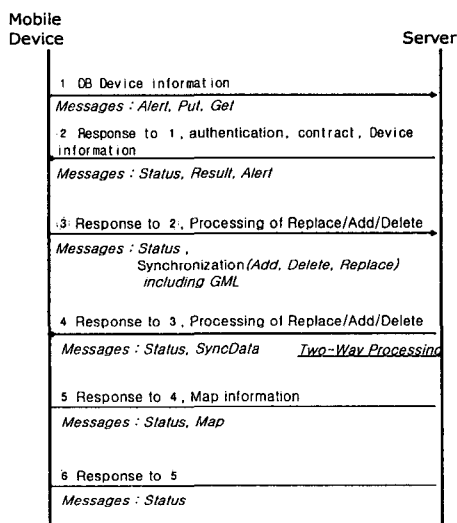 Mobile
Device
Server
1 DB Device information
Messages : Alert, Put, Get
2 Response to 1, authentication, contract, Device
information
Messages : Status, Result, Alert
3 Response to 2, Processing of Replace/Add/Delete
Messages : Status ,
Synchronization(Add, Delete, Replace)
including GML
4 Response to 3, Processing of Replace/Add/Delete
Messages : Status, SyncData Two-Way Processing
5 Response to 4, Map information
Messages : Status, Map
6 Response to 5
Messages : Status